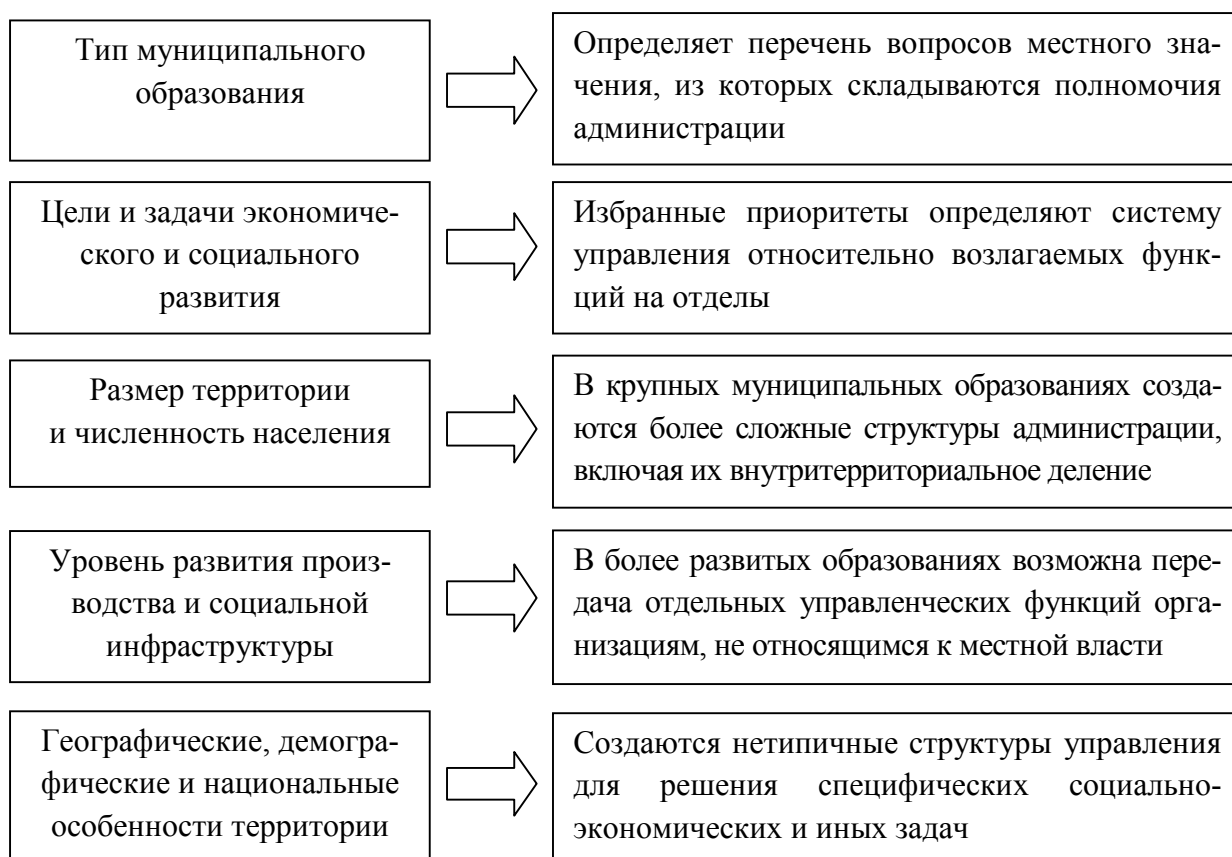 Тип муниципального
образования
Определяет перечень вопросов местного зна-
чения, из которых складываются полномочия
администрации
Цели и задачи экономиче-
ского и социального
развития
Избранные приоритеты определяют систему
управления относительно возлагаемых функ-
ций на отделы
Размер территории
и численность населения
В крупных муниципальных образованиях созда-
ются более сложные структуры администрации,
включая их внутритерриториальное деление
Уровень развития произ-
водства и социальной
инфраструктуры
В более развитых образованиях возможна пере-
дача отдельных управленческих функций орга-
низациям, не относящимся к местной власти
Географические, демогра-
фические и национальные
особенности территории
Создаются нетипичные структуры управления
для решения специфических социально-
экономических и иных задач